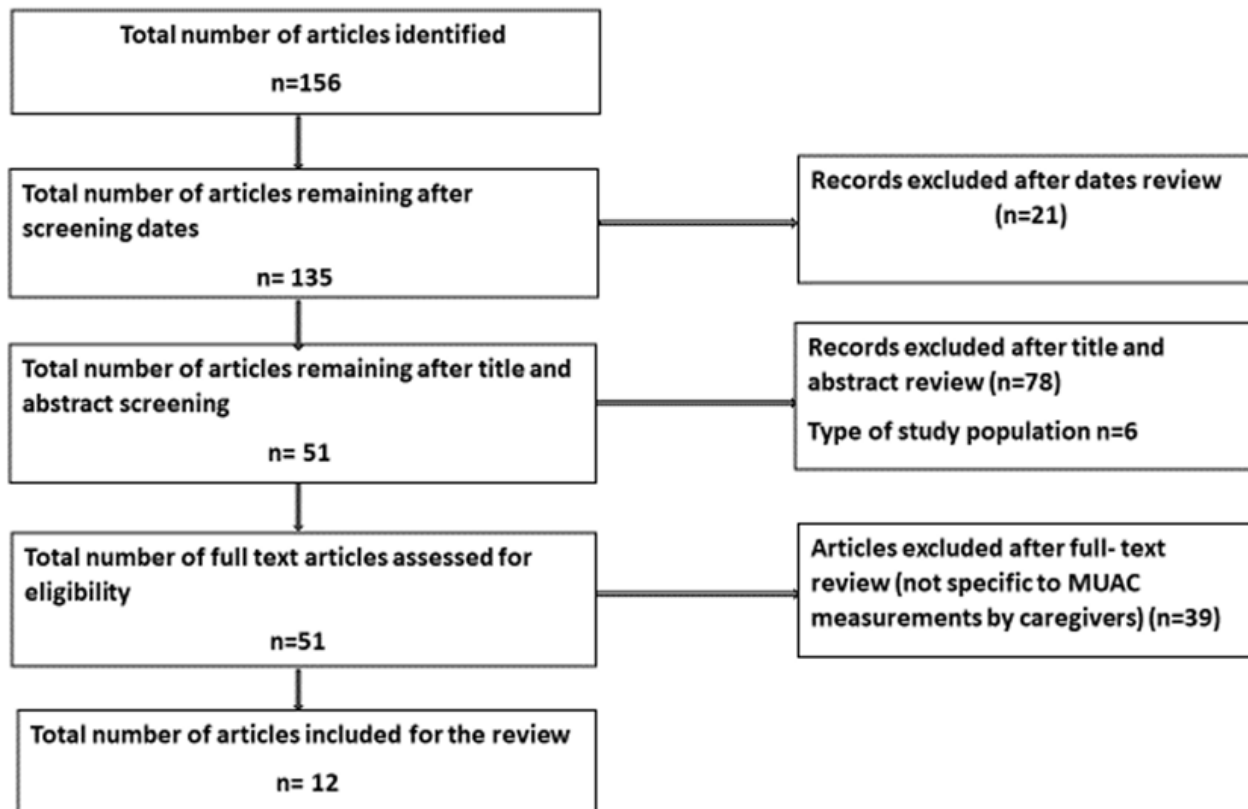 Total number of articles identified
n=156
Total number of articles remaining after
screening dates
n= 135
Records excluded after dates review
(n=21)
Total number of articles remaining after title and
abstract screening
n= 51
Records excluded after title and
abstract review (n=78)
Type of study population n=6
Total number of full text articles assessed for
eligibility
n=51
Articles excluded after full- text
review (not specific to MUAC
measurements by caregivers) (n=39)
Total number of articles included for the review
n= 12